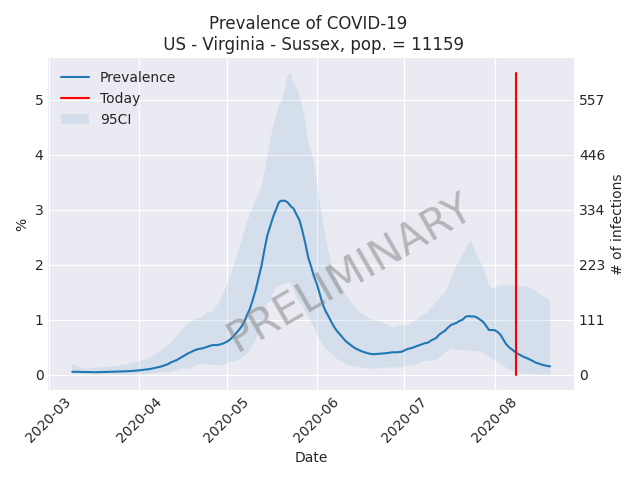 Prevalence of COVID-19
US - Virginia - Sussex, pop. = 11159
Prevalence
Today
95CI
5
4
3
2
1
0
%
557
446
334
223
111
0
# of infections
PRELIMINARY
2020-03
2020-04
2020-05
2020-06
2020-07
2020-08
Date